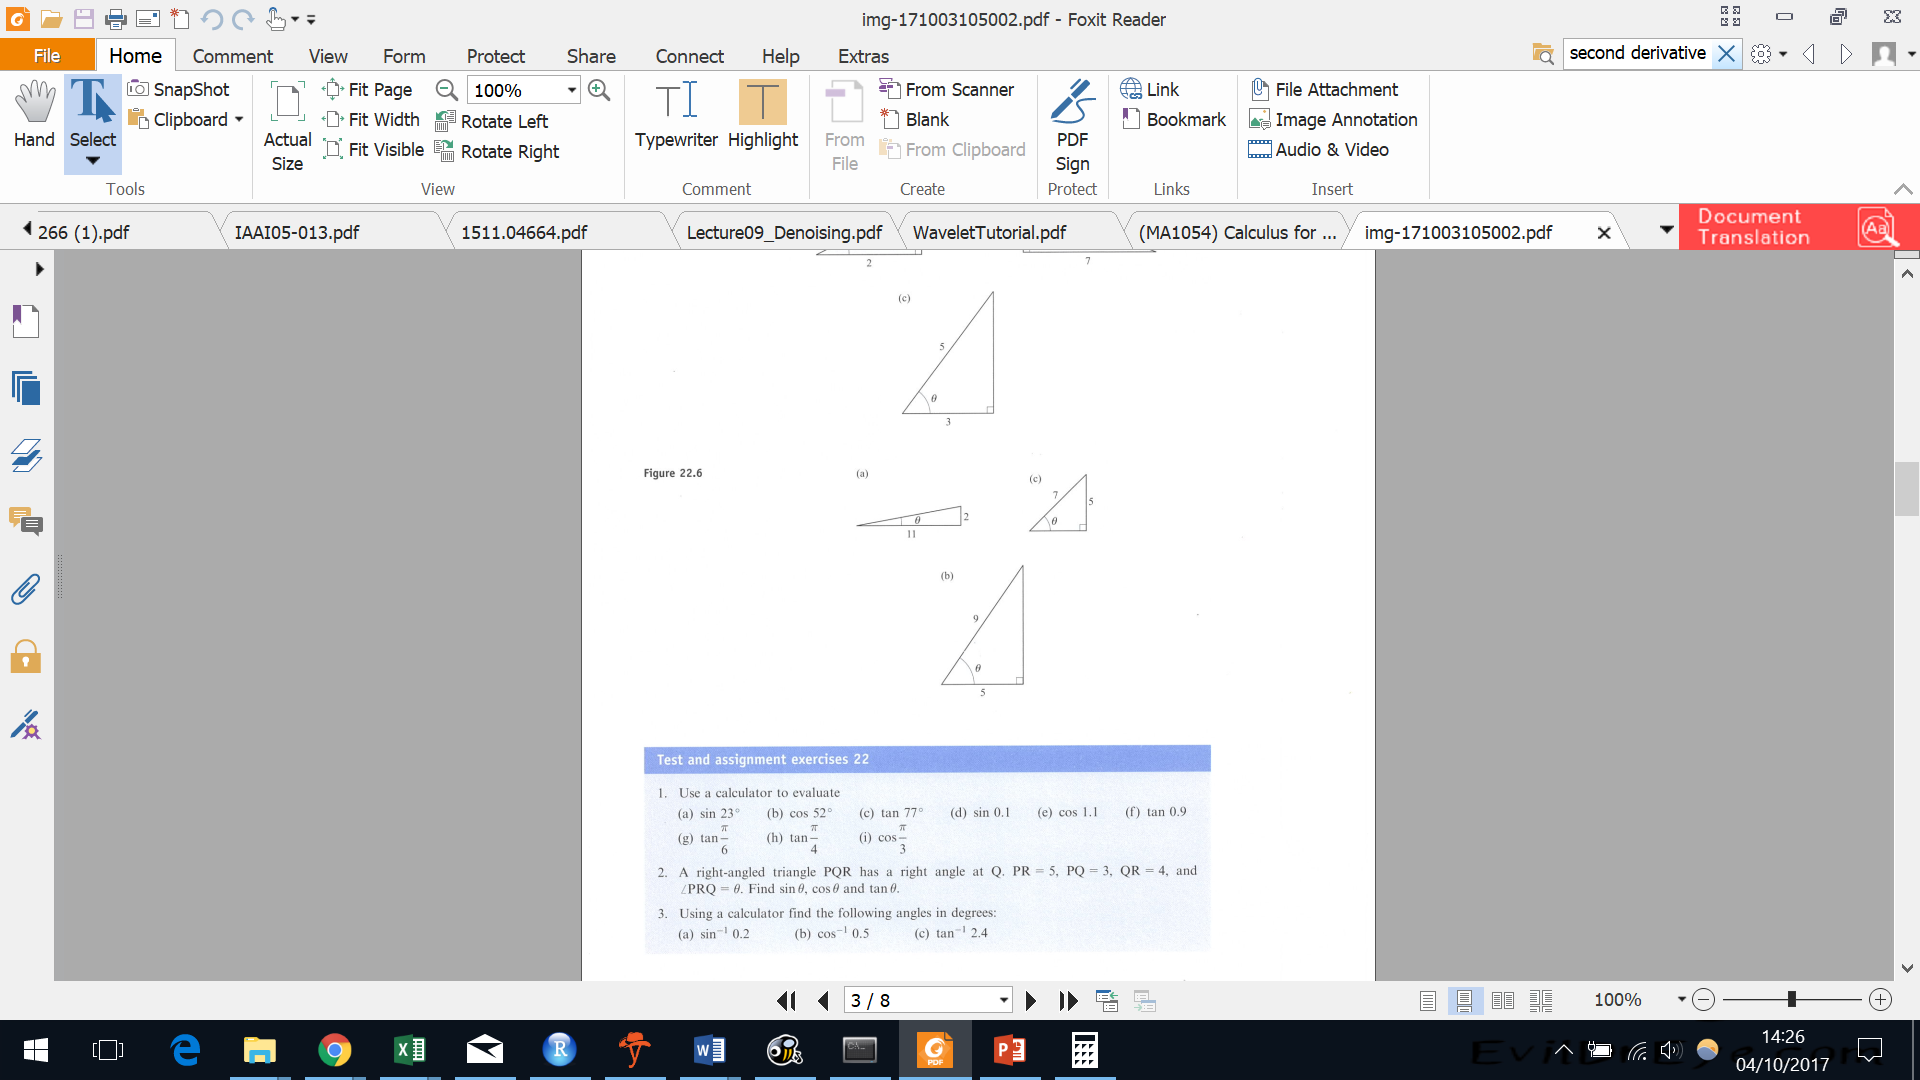 img-171003105002.pdf - Foxit Reader
File Home Comment View Form Protect Share Connect Help Extras
second derivative
Hand
Select
SnapShot
Clipboard
Tools
Actual Size
Fit Page
Fit Width
Fit Visible
100%
Rotate Left
Rotate Right
View
Typewriter
Highlight
Comment
From File
From Scanner
Blank
From Clipboard
Create
PDF Sign
Protect
Link
Bookmark
Links
File Attachment
Image Annotation
Audio & Video
Insert
266 (1).pdf IAAI05-013.pdf 1511.04664.pdf Lecture09_Denoising.pdf WaveletTutorial.pdf (MA1054) Calculus for ... img-171003105002.pdf
Document Translation
2 7
(c)
5
θ
3
Figure 22.6
(a)
θ 2
11
(c)
7 5
θ
(b)
9
θ
5
Test and assignment exercises 22
1. Use a calculator to evaluate
(a) sin 23° (b) cos 52° (c) tan 77° (d) sin 0.1 (e) cos 1.1 (f) tan 0.9
(g) tan π/6 (h) tan π/4 (i) cos π/3
2. A right-angled triangle PQR has a right angle at Q. PR = 5, PQ = 3, QR = 4, and
∠PRQ = θ. Find sin θ, cos θ and tan θ.
3. Using a calculator find the following angles in degrees:
(a) sin⁻¹ 0.2 (b) cos⁻¹ 0.5 (c) tan⁻¹ 2.4
3 / 8
100%
14:26
04/10/2017